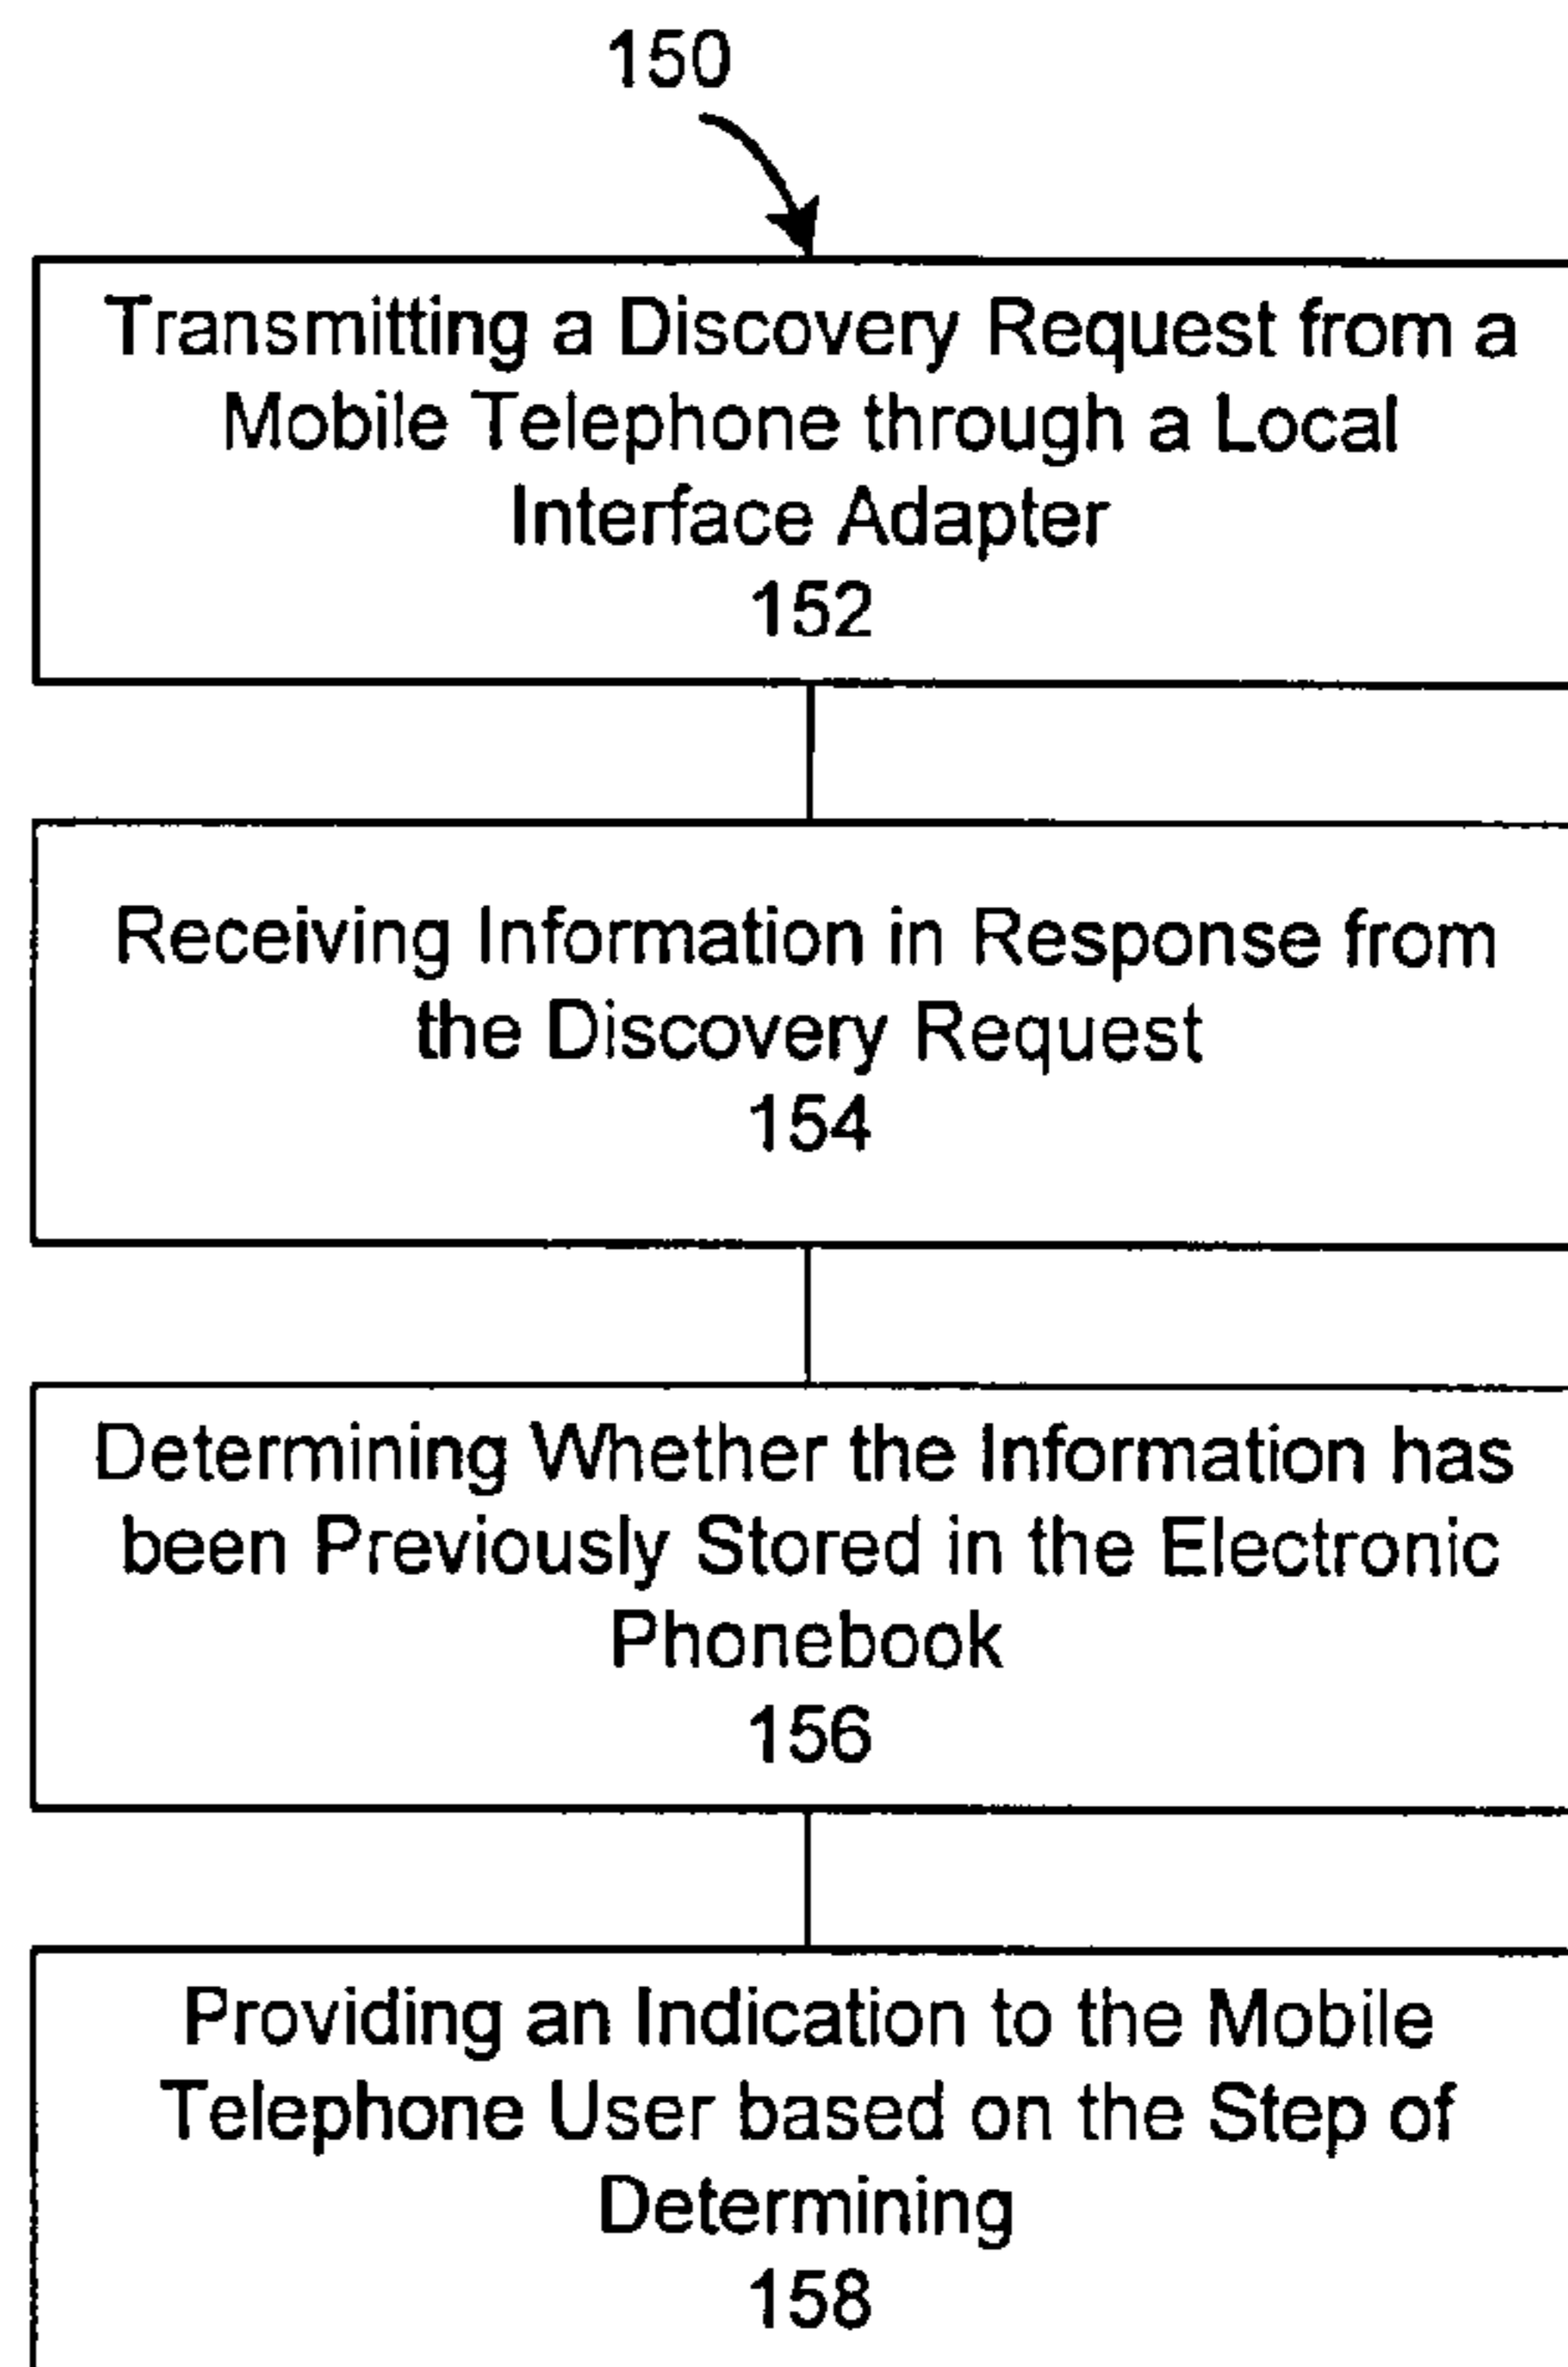 150
Transmitting a Discovery Request from a
Mobile Telephone through a Local
Interface Adapter
152
Receiving Information in Response from
the Discovery Request
154
Determining Whether the Information has
been Previously Stored in the Electronic
Phonebook
156
Providing an Indication to the Mobile
Telephone User based on the Step of
Determining
158